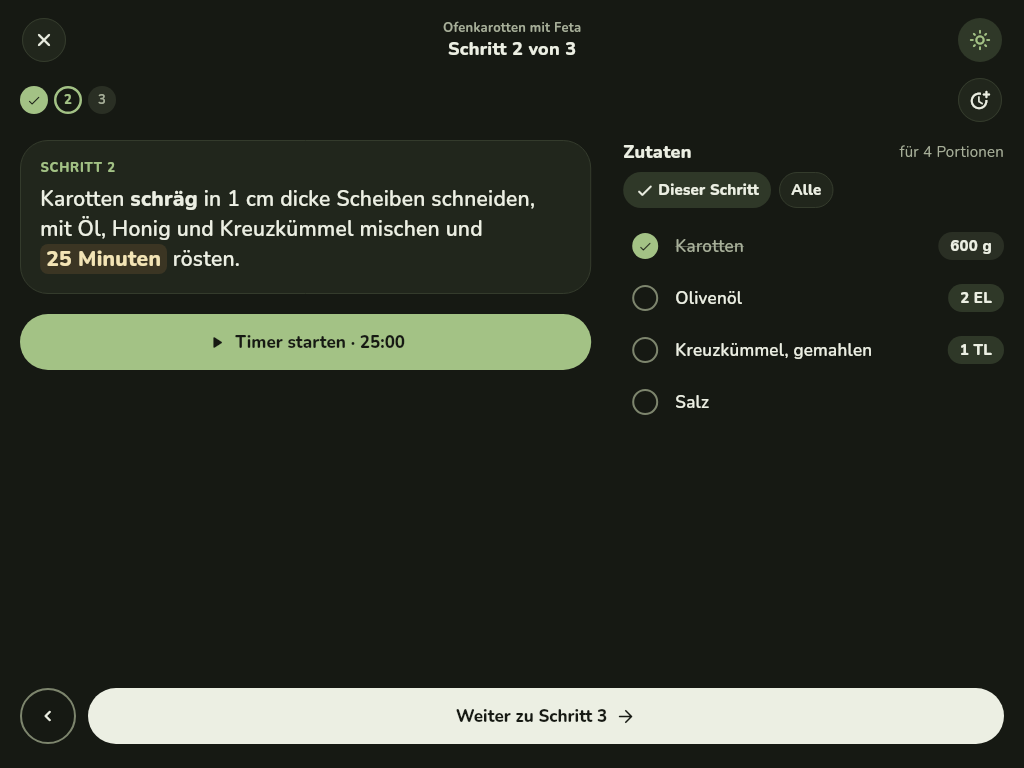 Ofenkarotten mit Feta
Schritt 2 von 3
2
3
SCHRITT 2
Karotten schräg in 1 cm dicke Scheiben schneiden,
mit Öl, Honig und Kreuzkümmel mischen und
25 Minuten rösten.
Timer starten · 25:00
Zutaten
für 4 Portionen
Dieser Schritt
Alle
Karotten
600 g
Olivenöl
2 EL
Kreuzkümmel, gemahlen
1 TL
Salz
Weiter zu Schritt 3